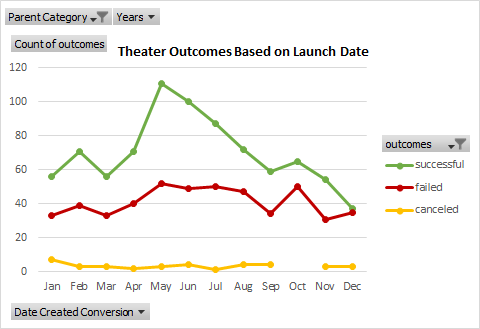 Parent Category Years
Count of outcomes
Theater Outcomes Based on Launch Date
120
100
80
60
40
20
0
Jan Feb Mar Apr May Jun Jul Aug Sep Oct Nov Dec
outcomes
successful
failed
canceled
Date Created Conversion